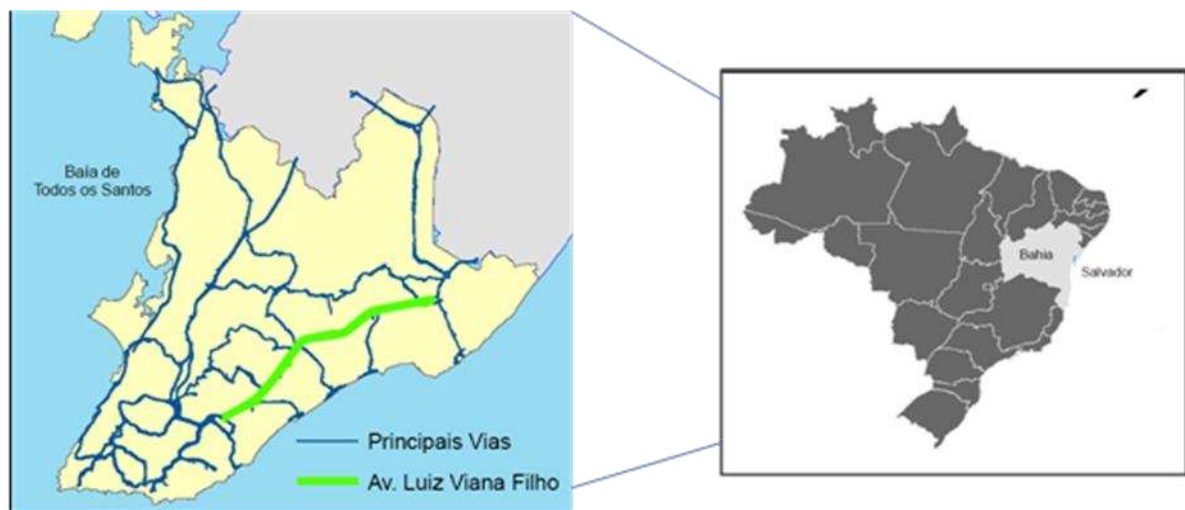 Baía de
Todos os Santos
Principais Vias
Av. Luiz Viana Filho
Bahia
Salvador